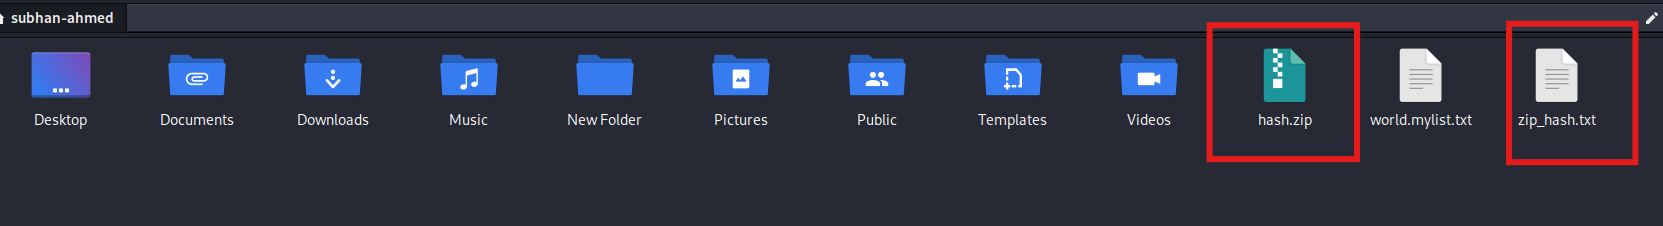 subhan-ahmed
Desktop
Documents
Downloads
Music
New Folder
Pictures
Public
Templates
Videos
hash.zip
world.mylist.txt
zip_hash.txt